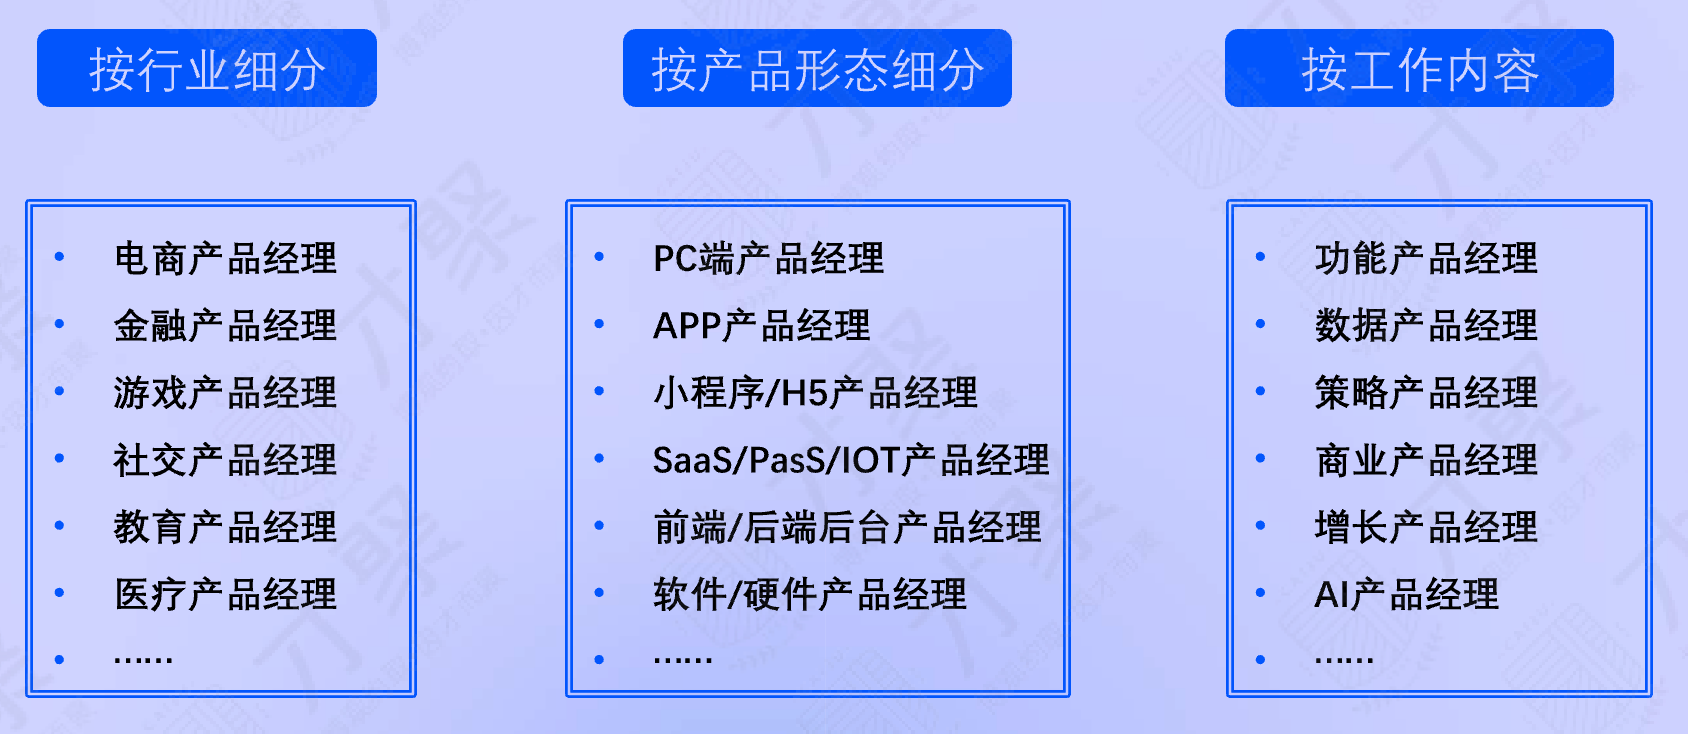 按行业细分
电商产品经理
金融产品经理
游戏产品经理
社交产品经理
教育产品经理
医疗产品经理
......
按产品形态细分
PC端产品经理
APP产品经理
小程序/H5产品经理
SaaS/PasS/IOT产品经理
前端/后端后台产品经理
软件/硬件产品经理
......
按工作内容
功能产品经理
数据产品经理
策略产品经理
商业产品经理
增长产品经理
AI产品经理
......